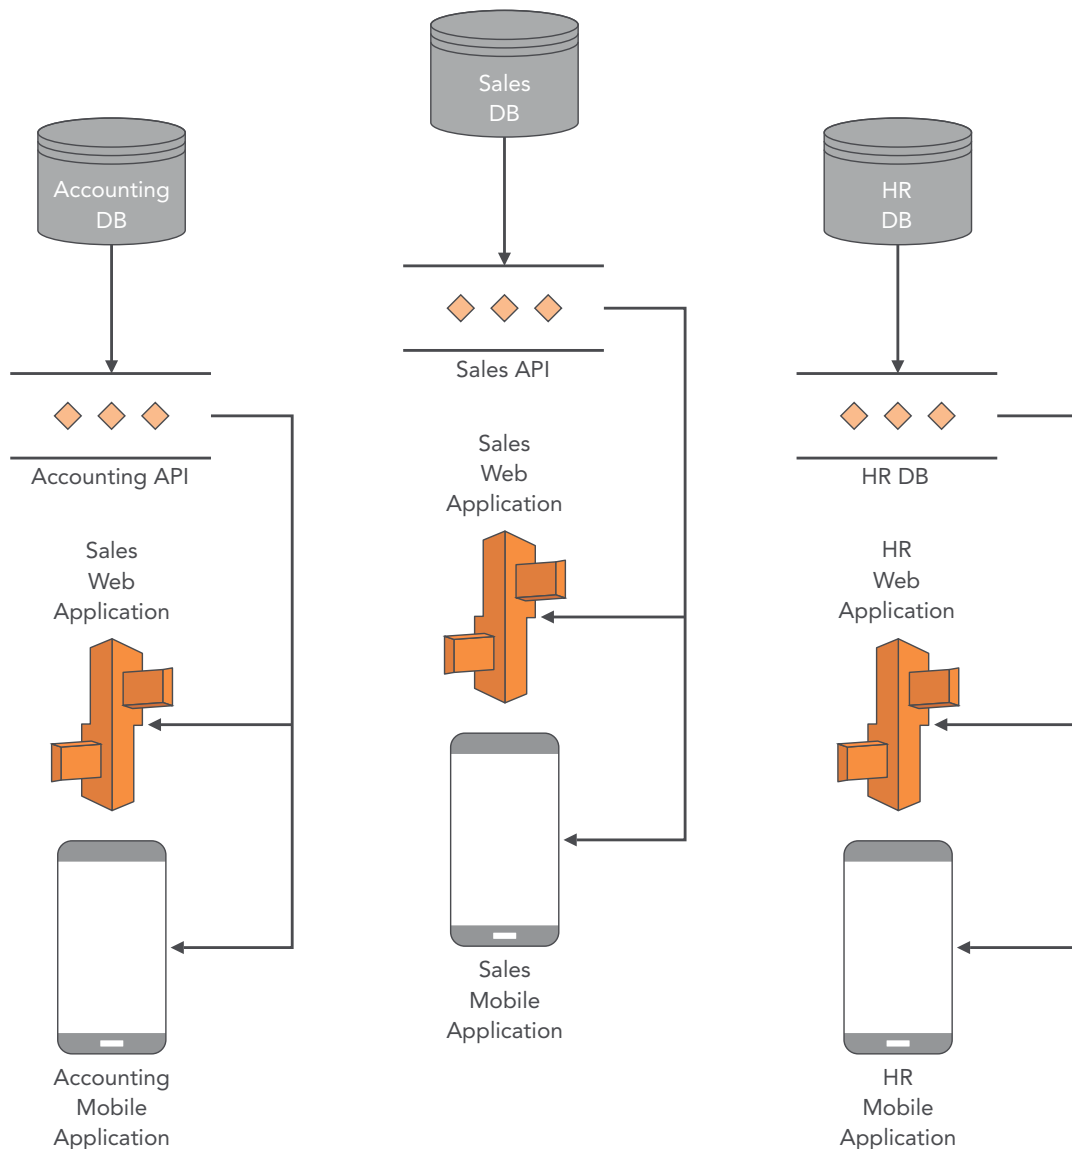 Accounting
DB
Accounting API
Sales
Web
Application
Accounting
Mobile
Application
Sales
DB
Sales API
Sales
Web
Application
Sales
Mobile
Application
HR
DB
HR DB
HR
Web
Application
HR
Mobile
Application